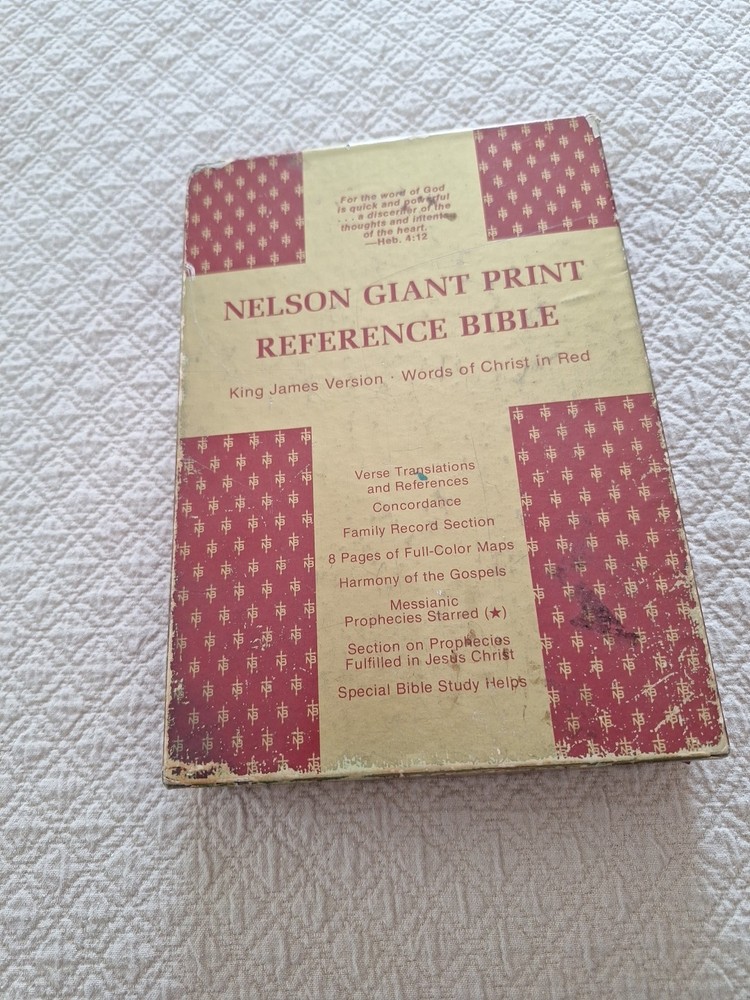 For the word of God
is quick and powerful
. . . a discerner of the
thoughts and intents
of the heart.
—Heb. 4:12
NELSON GIANT PRINT
REFERENCE BIBLE
King James Version · Words of Christ in Red
Verse Translations
and References
Concordance
Family Record Section
8 Pages of Full-Color Maps
Harmony of the Gospels
Messianic
Prophecies Starred (★)
Section on Prophecies
Fulfilled in Jesus Christ
Special Bible Study Helps